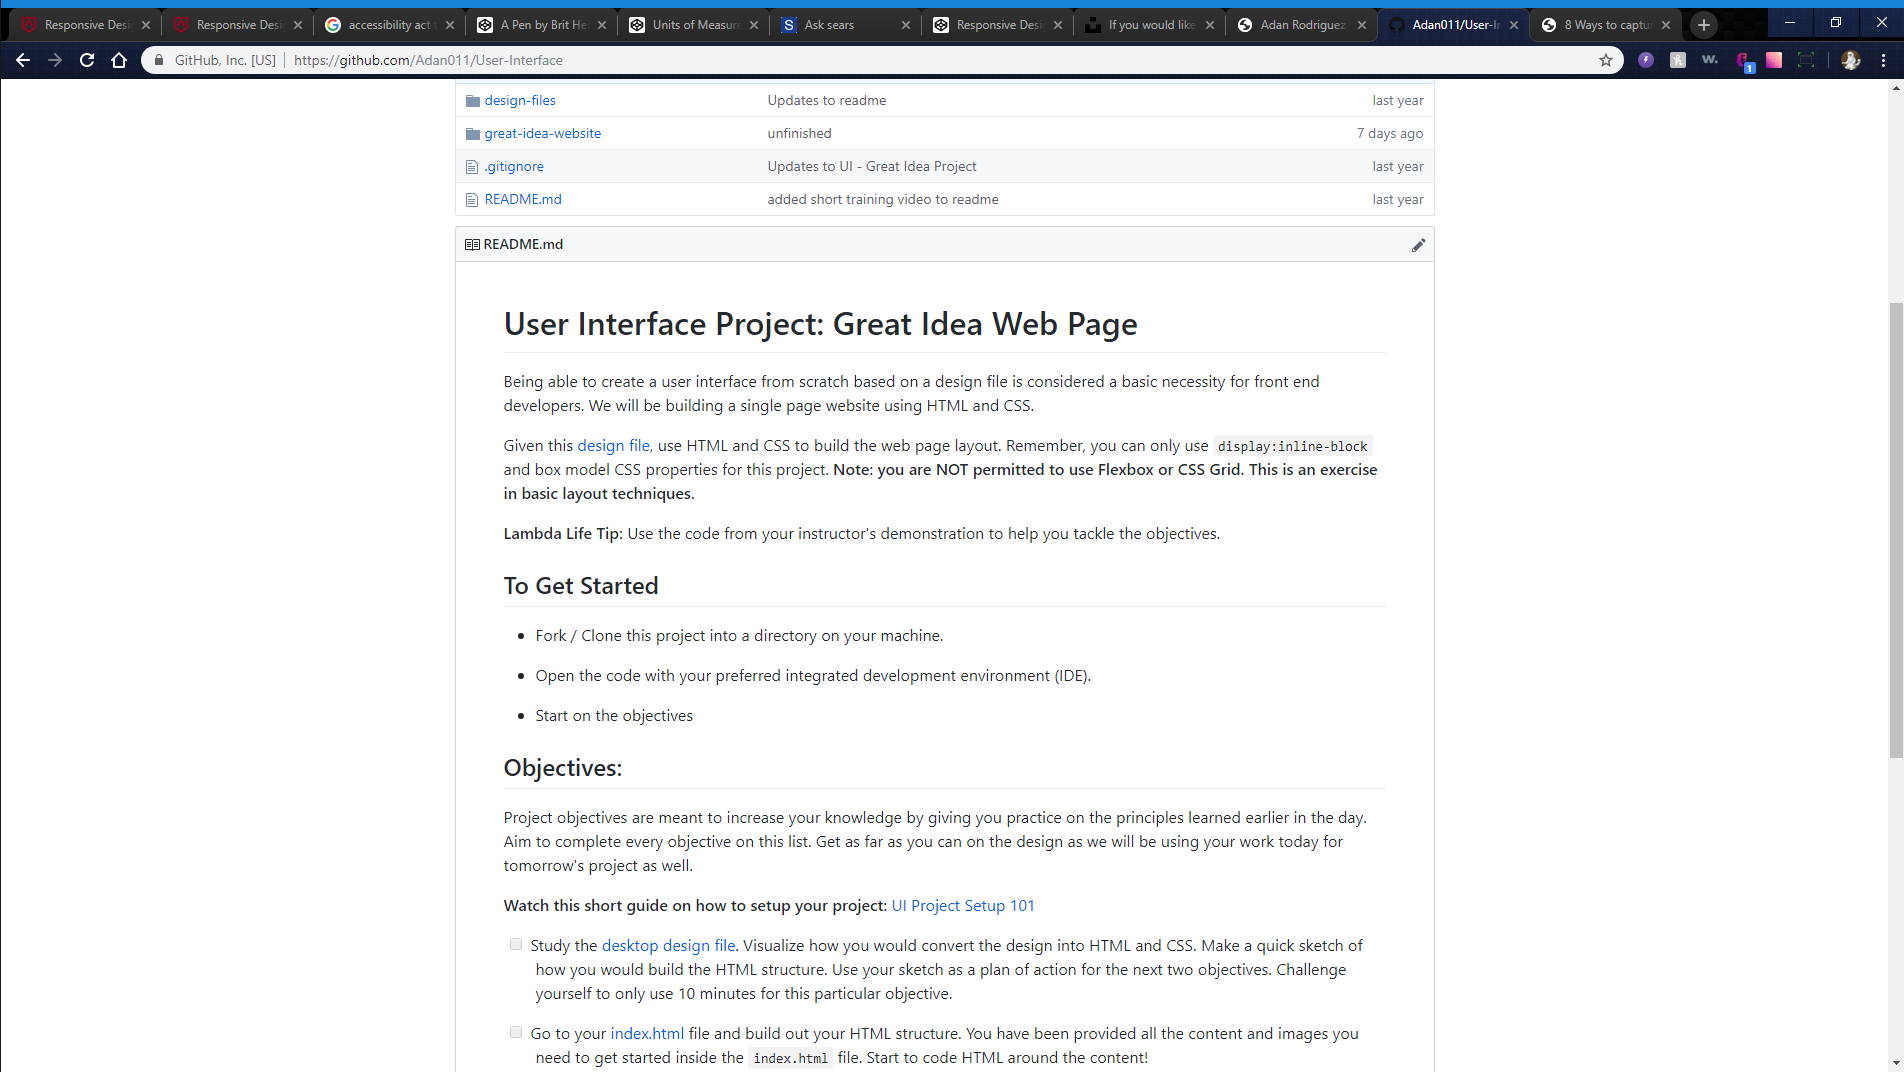 Responsive Desi
Responsive Desi
accessibility act
A Pen by Brit He
Units of Measure
Ask sears
Responsive Desi
If you would like
Adan Rodriguez
Adan011/User-In
8 Ways to captu
GitHub, Inc. [US] https://github.com/Adan011/User-Interface
1
design-files Updates to readme last year
great-idea-website unfinished 7 days ago
.gitignore Updates to UI - Great Idea Project last year
README.md added short training video to readme last year
README.md
User Interface Project: Great Idea Web Page
Being able to create a user interface from scratch based on a design file is considered a basic necessity for front end
developers. We will be building a single page website using HTML and CSS.
Given this design file, use HTML and CSS to build the web page layout. Remember, you can only use display:inline-block
and box model CSS properties for this project. Note: you are NOT permitted to use Flexbox or CSS Grid. This is an exercise
in basic layout techniques.
Lambda Life Tip: Use the code from your instructor's demonstration to help you tackle the objectives.
To Get Started
• Fork / Clone this project into a directory on your machine.
• Open the code with your preferred integrated development environment (IDE).
• Start on the objectives
Objectives:
Project objectives are meant to increase your knowledge by giving you practice on the principles learned earlier in the day.
Aim to complete every objective on this list. Get as far as you can on the design as we will be using your work today for
tomorrow's project as well.
Watch this short guide on how to setup your project: UI Project Setup 101
Study the desktop design file. Visualize how you would convert the design into HTML and CSS. Make a quick sketch of
how you would build the HTML structure. Use your sketch as a plan of action for the next two objectives. Challenge
yourself to only use 10 minutes for this particular objective.
Go to your index.html file and build out your HTML structure. You have been provided all the content and images you
need to get started inside the index.html file. Start to code HTML around the content!